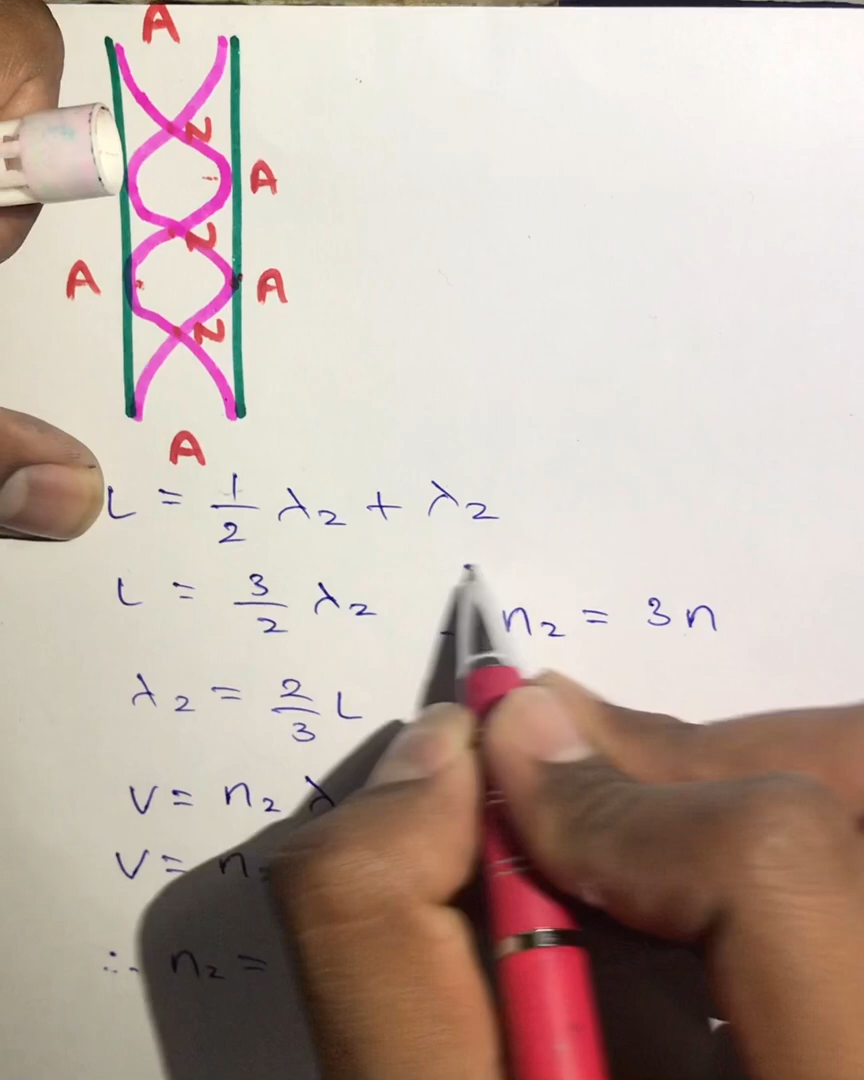 A
N
A
N
A A
N
A
L = 1/2 λ₂ + λ₂
L = 3/2 λ₂
n₂ = 3n
λ₂ = 2/3 L
V = n₂ λ
V = n
∴ n₂ =